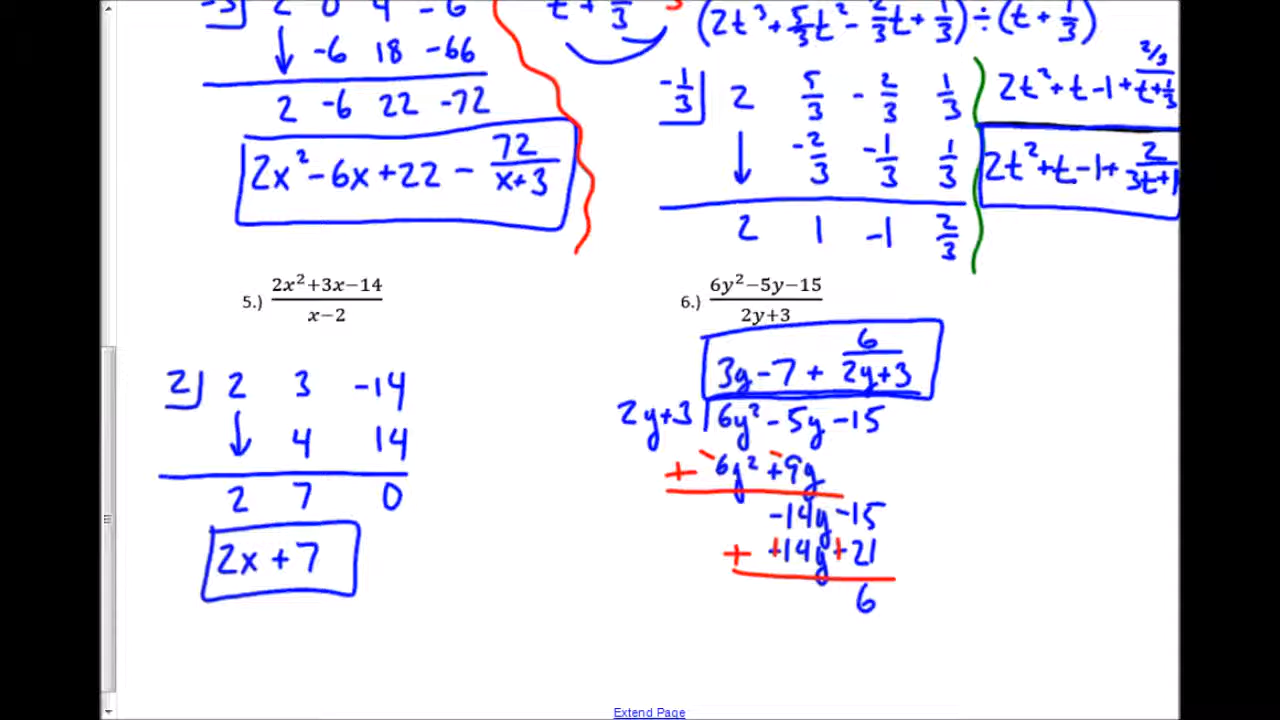 -3 2 0 4 -6
↓ -6 18 -66
2 -6 22 -72
2x² - 6x + 22 - 72/(x+3)
t + 1/3
(2t³ + 5/3t² - 2/3t + 1/3) ÷ (t + 1/3)
-1/3 2 5/3 -2/3 1/3
↓ -2/3 -1/3 1/3
2 1 -1 2/3
2t² + t - 1 + (2/3)/(t+1/3)
2t² + t - 1 + 2/(3t+1)
5.) (2x²+3x−14)/(x−2)
2 2 3 -14
↓ 4 14
2 7 0
2x + 7
6.) (6y²−5y−15)/(2y+3)
3y - 7 + 6/(2y+3)
2y+3 6y² - 5y - 15
+ -6y² +9y
-14y - 15
+ +14y + 21
6
Extend Page